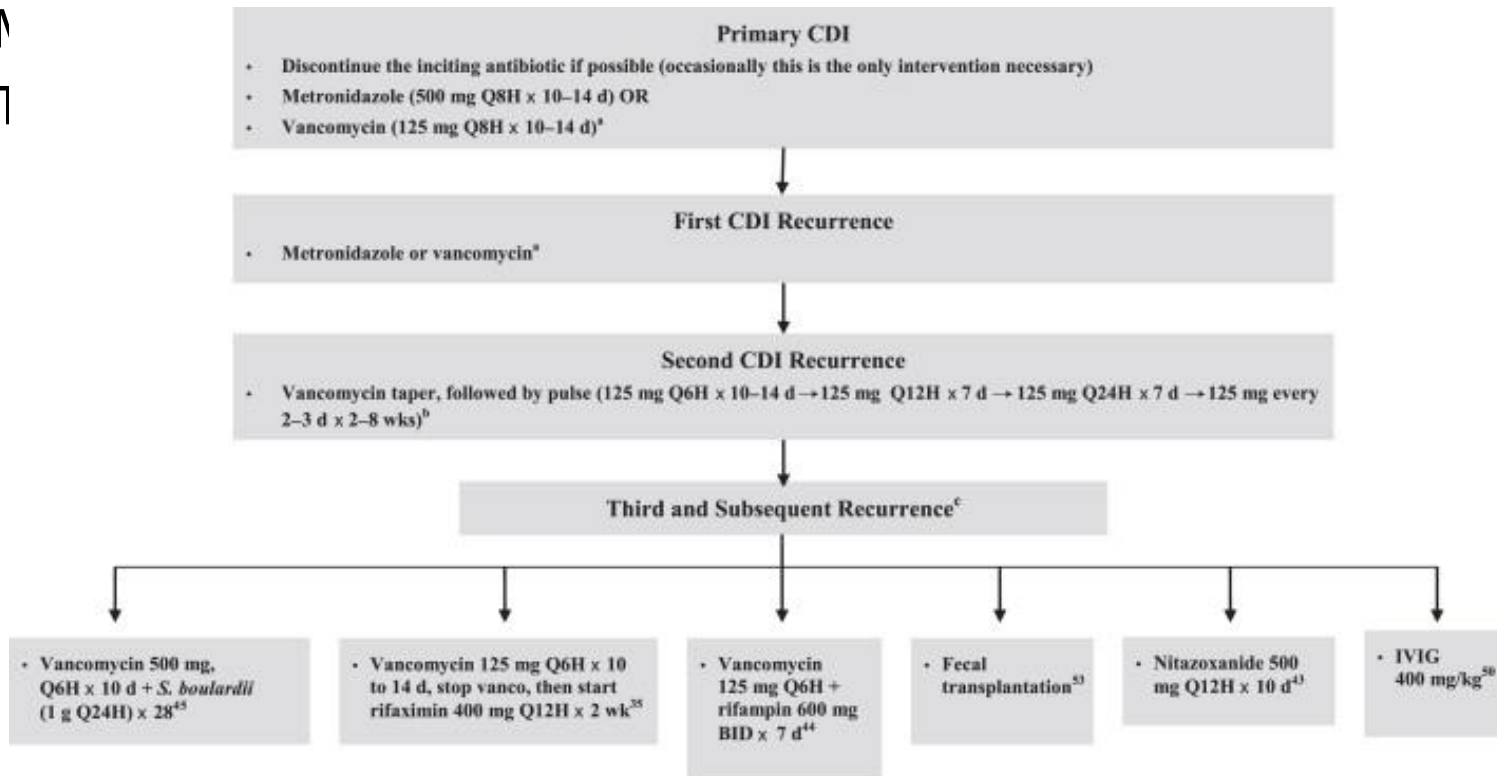 Primary CDI
• Discontinue the inciting antibiotic if possible (occasionally this is the only intervention necessary)
• Metronidazole (500 mg Q8H x 10–14 d) OR
• Vancomycin (125 mg Q8H x 10–14 d)ᵃ
First CDI Recurrence
• Metronidazole or vancomycinᵃ
Second CDI Recurrence
• Vancomycin taper, followed by pulse (125 mg Q6H x 10–14 d→125 mg Q12H x 7 d→125 mg Q24H x 7 d→125 mg every
2–3 d x 2–8 wks)ᵇ
Third and Subsequent Recurrenceᶜ
• Vancomycin 500 mg,
Q6H x 10 d + S. boulardii
(1 g Q24H) x 28⁴⁵
• Vancomycin 125 mg Q6H x 10
to 14 d, stop vanco, then start
rifaximin 400 mg Q12H x 2 wk³⁵
• Vancomycin
125 mg Q6H +
rifampin 600 mg
BID x 7 d⁴⁴
• Fecal
transplantation⁵³
• Nitazoxanide 500
mg Q12H x 10 d⁴³
• IVIG
400 mg/kg⁵⁰